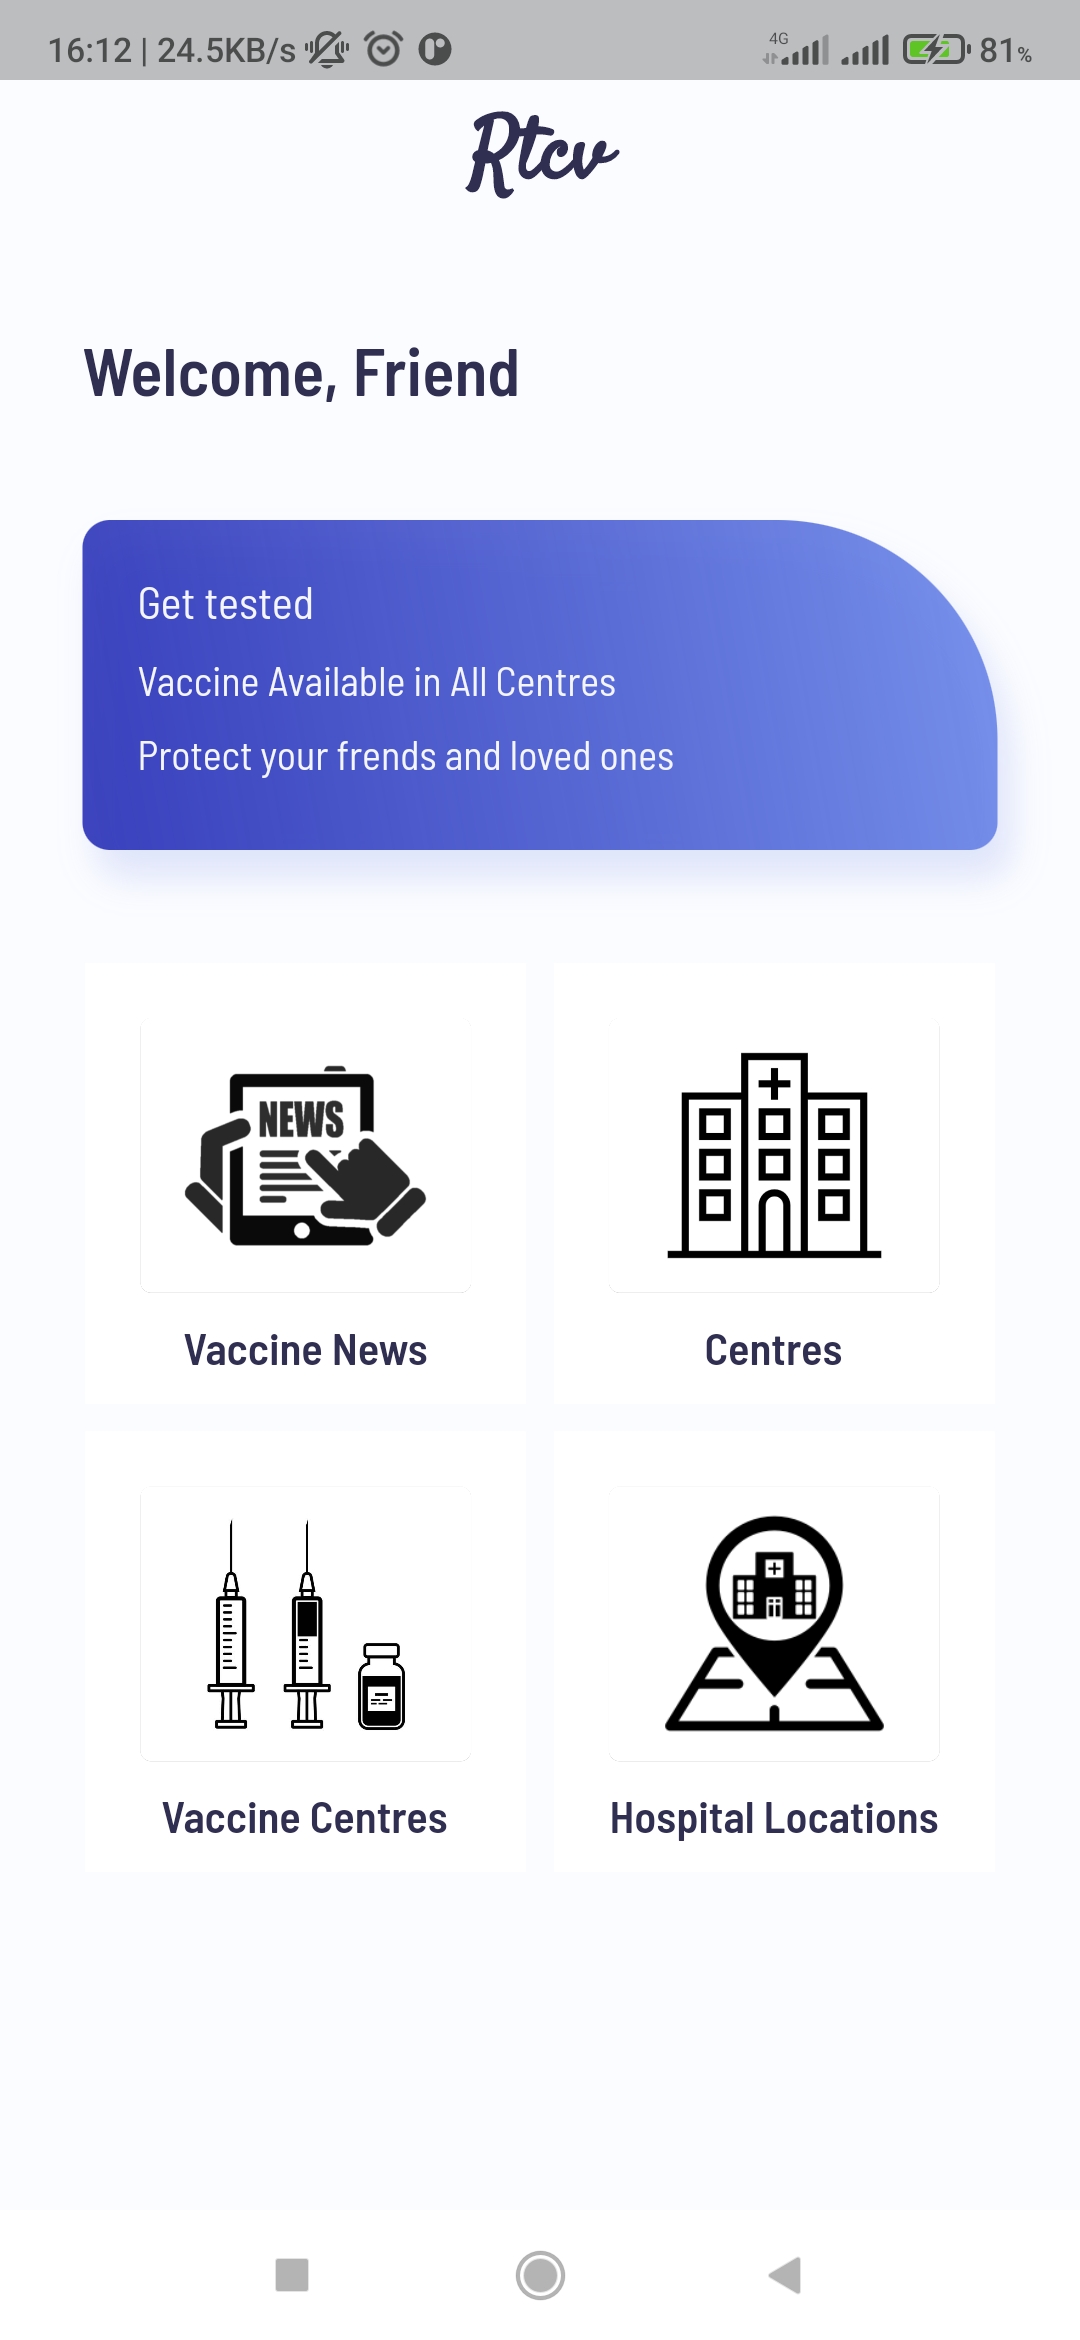 16:12 | 24.5KB/s 4G 81%
Rtcv
Welcome, Friend
Get tested
Vaccine Available in All Centres
Protect your frends and loved ones
NEWS
Vaccine News
Centres
Vaccine Centres
Hospital Locations